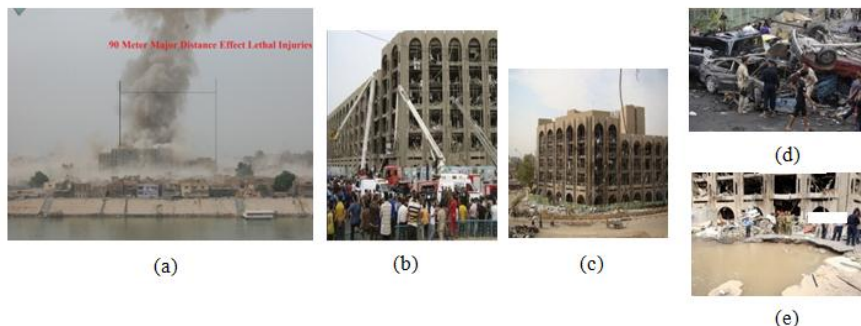 90 Meter Major Distance Effect Lethal Injuries
(a)
(b)
(c)
(d)
(e)